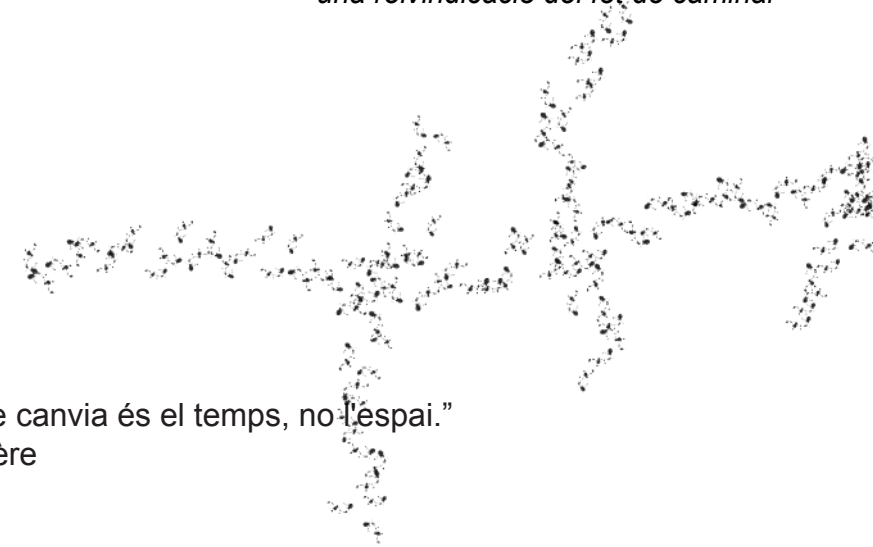 una reivindicació del fet de caminar
e canvia és el temps, no l'espai.”
ère